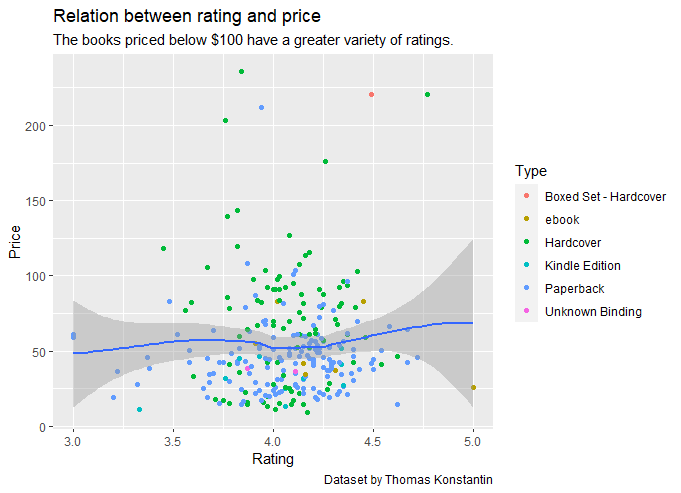 Relation between rating and price
The books priced below $100 have a greater variety of ratings.
Price
200
150
100
50
0
3.0 3.5 4.0 4.5 5.0
Rating
Type
Boxed Set - Hardcover
ebook
Hardcover
Kindle Edition
Paperback
Unknown Binding
Dataset by Thomas Konstantin